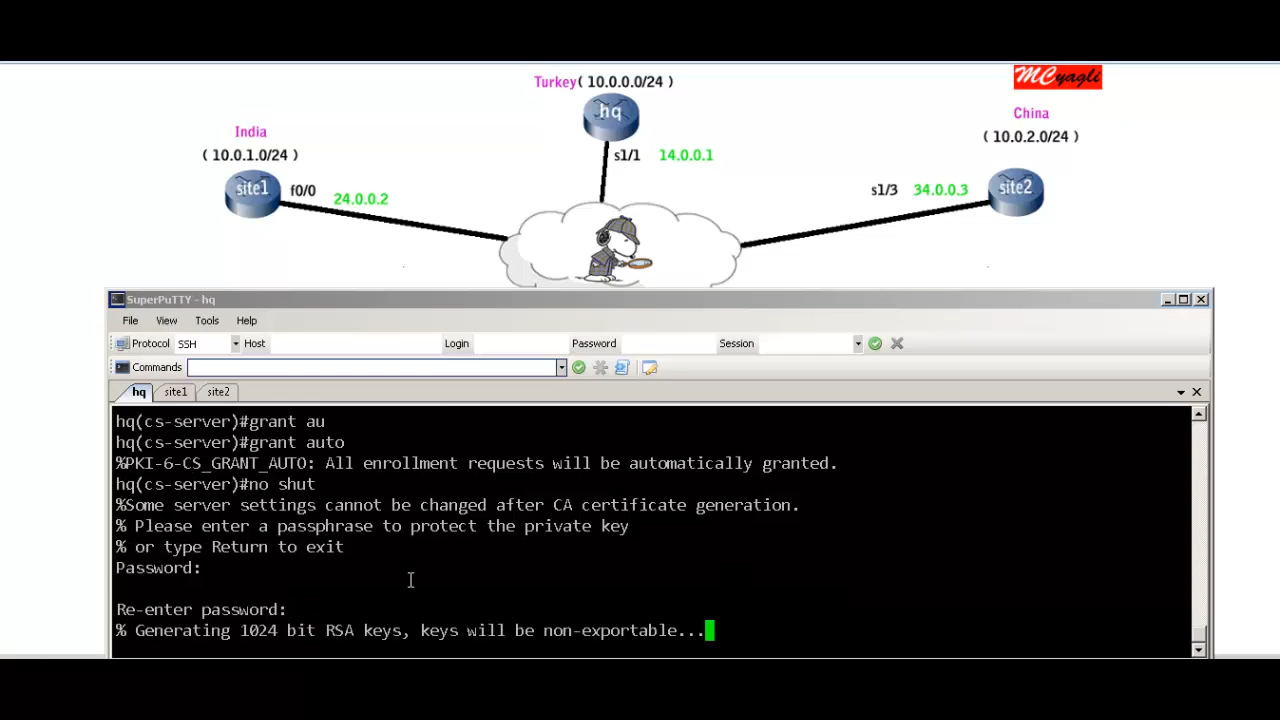 MCyagli
Turkey( 10.0.0.0/24 )
hq
China
( 10.0.2.0/24 )
India
( 10.0.1.0/24 )
s1/1 14.0.0.1
site1 f0/0 24.0.0.2
s1/3 34.0.0.3 site2
SuperPuTTY - hq
File View Tools Help
Protocol SSH Host Login Password Session
Commands
hq site1 site2
hq(cs-server)#grant au
hq(cs-server)#grant auto
%PKI-6-CS_GRANT_AUTO: All enrollment requests will be automatically granted.
hq(cs-server)#no shut
%Some server settings cannot be changed after CA certificate generation.
% Please enter a passphrase to protect the private key
% or type Return to exit
Password:
Re-enter password:
% Generating 1024 bit RSA keys, keys will be non-exportable...